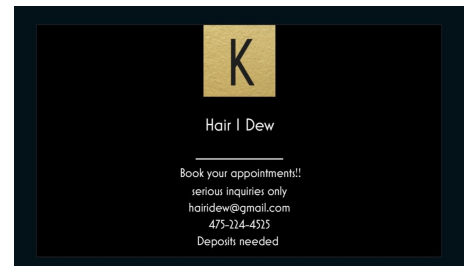 K
Hair I Dew
Book your appointments!!
serious inquiries only
hairidew@gmail.com
475-224-4525
Deposits needed